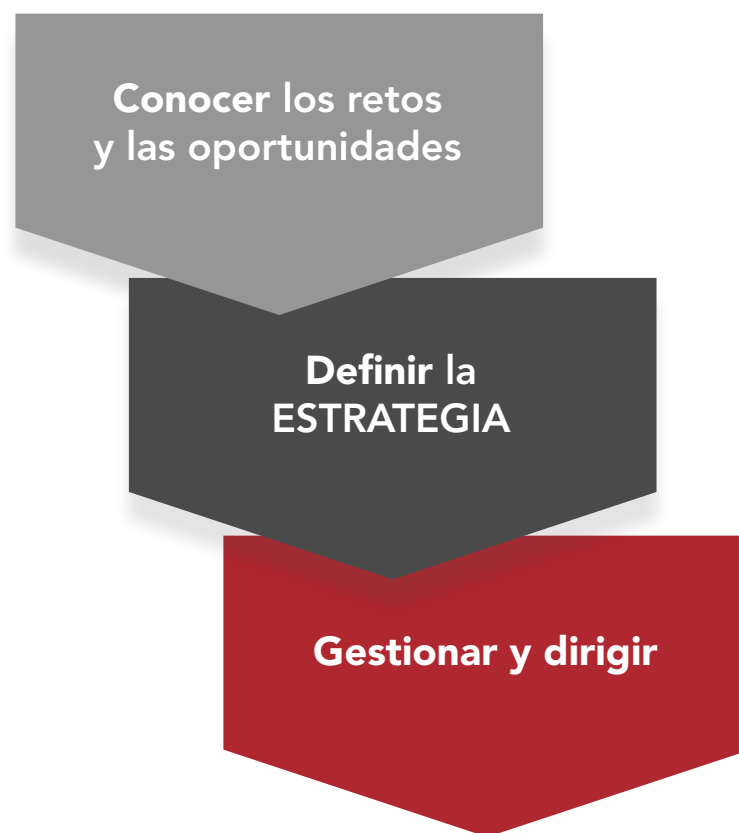 Conocer los retos
y las oportunidades
Definir la
ESTRATEGIA
Gestionar y dirigir